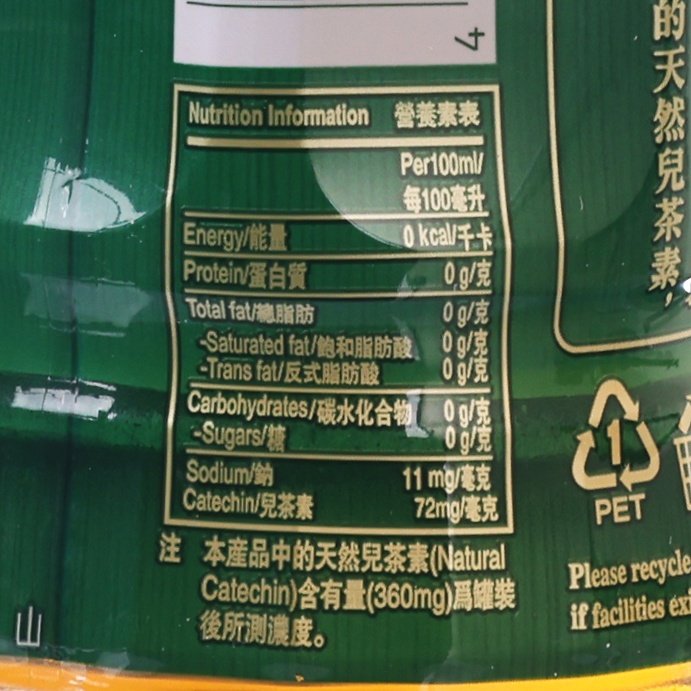 4
Nutrition Information 營養素表
Per100ml/
每100毫升
Energy/能量 0 kcal/千卡
Protein/蛋白質 0 g/克
Total fat/總脂肪 0 g/克
-Saturated fat/飽和脂肪酸 0 g/克
-Trans fat/反式脂肪酸 0 g/克
Carbohydrates/碳水化合物 0 g/克
-Sugars/糖 0 g/克
Sodium/鈉 11 mg/毫克
Catechin/兒茶素 72mg/毫克
注 本產品中的天然兒茶素(Natural
Catechin)含有量(360mg)爲罐裝
後所測濃度。
的天然兒茶素，
1
PET
Please recycle
if facilities
山